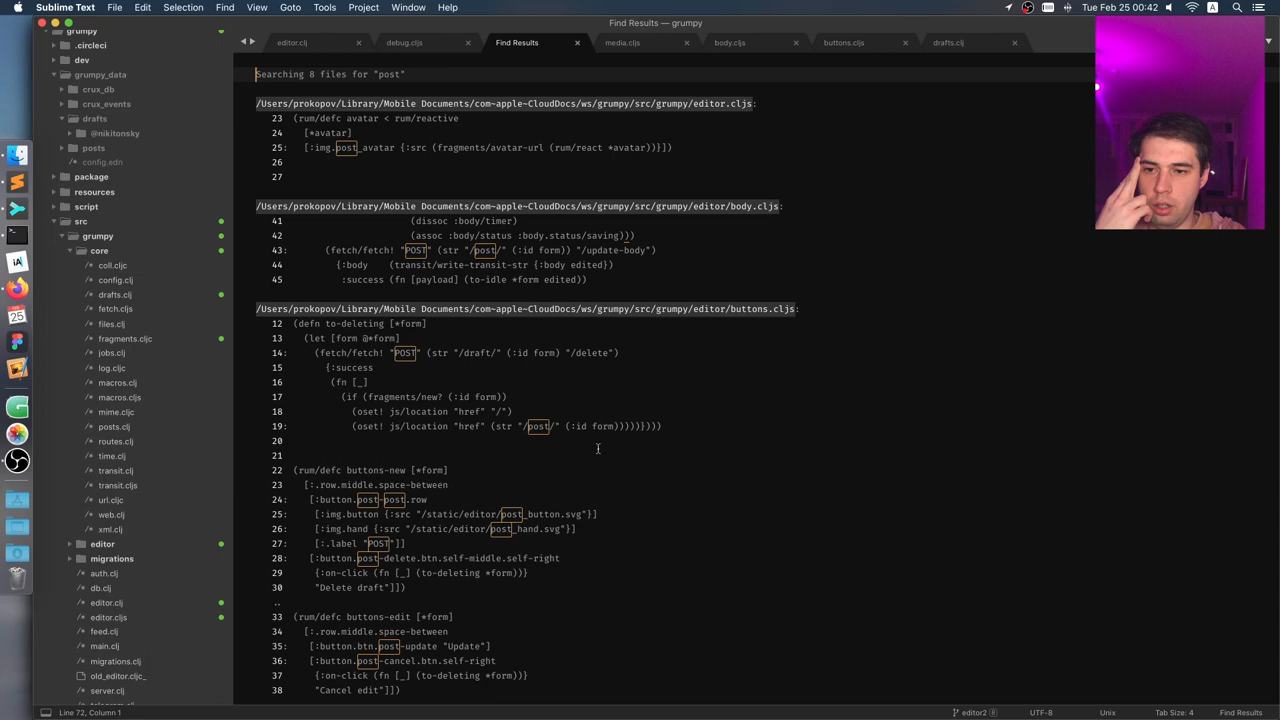 Sublime Text File Edit Selection Find View Goto Tools Project Window Help
Tue Feb 25 00:42
Find Results — grumpy
editor.clj
debug.cljs
Find Results
media.cljs
body.cljs
buttons.cljs
drafts.clj
grumpy
.circleci
dev
grumpy_data
crux_db
crux_events
drafts
@nikitonsky
posts
config.edn
package
resources
script
src
grumpy
core
coll.cljc
config.clj
drafts.clj
fetch.cljs
files.clj
fragments.cljc
jobs.clj
log.cljc
macros.clj
macros.cljs
mime.cljc
posts.clj
routes.clj
time.clj
transit.clj
transit.cljs
url.cljc
web.clj
xml.clj
editor
migrations
auth.clj
db.clj
editor.clj
editor.cljs
feed.clj
main.clj
migrations.clj
old_editor.cljc_
server.clj
Searching 8 files for "post"
/Users/prokopov/Library/Mobile Documents/com~apple~CloudDocs/ws/grumpy/src/grumpy/editor.cljs:
23 (rum/defc avatar < rum/reactive
24 [*avatar]
25: [:img.post_avatar {:src (fragments/avatar-url (rum/react *avatar))}])
26
27
/Users/prokopov/Library/Mobile Documents/com~apple~CloudDocs/ws/grumpy/src/grumpy/editor/body.cljs:
41 (dissoc :body/timer)
42 (assoc :body/status :body.status/saving)))
43: (fetch/fetch! "POST" (str "/post/" (:id form)) "/update-body")
44 {:body (transit/write-transit-str {:body edited})
45 :success (fn [payload] (to-idle *form edited))
/Users/prokopov/Library/Mobile Documents/com~apple~CloudDocs/ws/grumpy/src/grumpy/editor/buttons.cljs:
12 (defn to-deleting [*form]
13 (let [form @*form]
14: (fetch/fetch! "POST" (str "/draft/" (:id form) "/delete")
15 {:success
16 (fn [_]
17 (if (fragments/new? (:id form))
18 (oset! js/location "href" "/")
19: (oset! js/location "href" (str "/post/" (:id form)))))}))))
20
21
22 (rum/defc buttons-new [*form]
23 [:.row.middle.space-between
24: [:button.post-post.row
25: [:img.button {:src "/static/editor/post_button.svg"}]
26: [:img.hand {:src "/static/editor/post_hand.svg"}]
27: [:.label "POST"]]
28: [:button.post-delete.btn.self-middle.self-right
29 {:on-click (fn [_] (to-deleting *form))}
30 "Delete draft"]])
..
33 (rum/defc buttons-edit [*form]
34 [:.row.middle.space-between
35: [:button.btn.post-update "Update"]
36: [:button.post-cancel.btn.self-right
37 {:on-click (fn [_] (to-deleting *form))}
38 "Cancel edit"]])
Line 72, Column 1
editor2
UTF-8
Unix
Tab Size: 4
Find Results